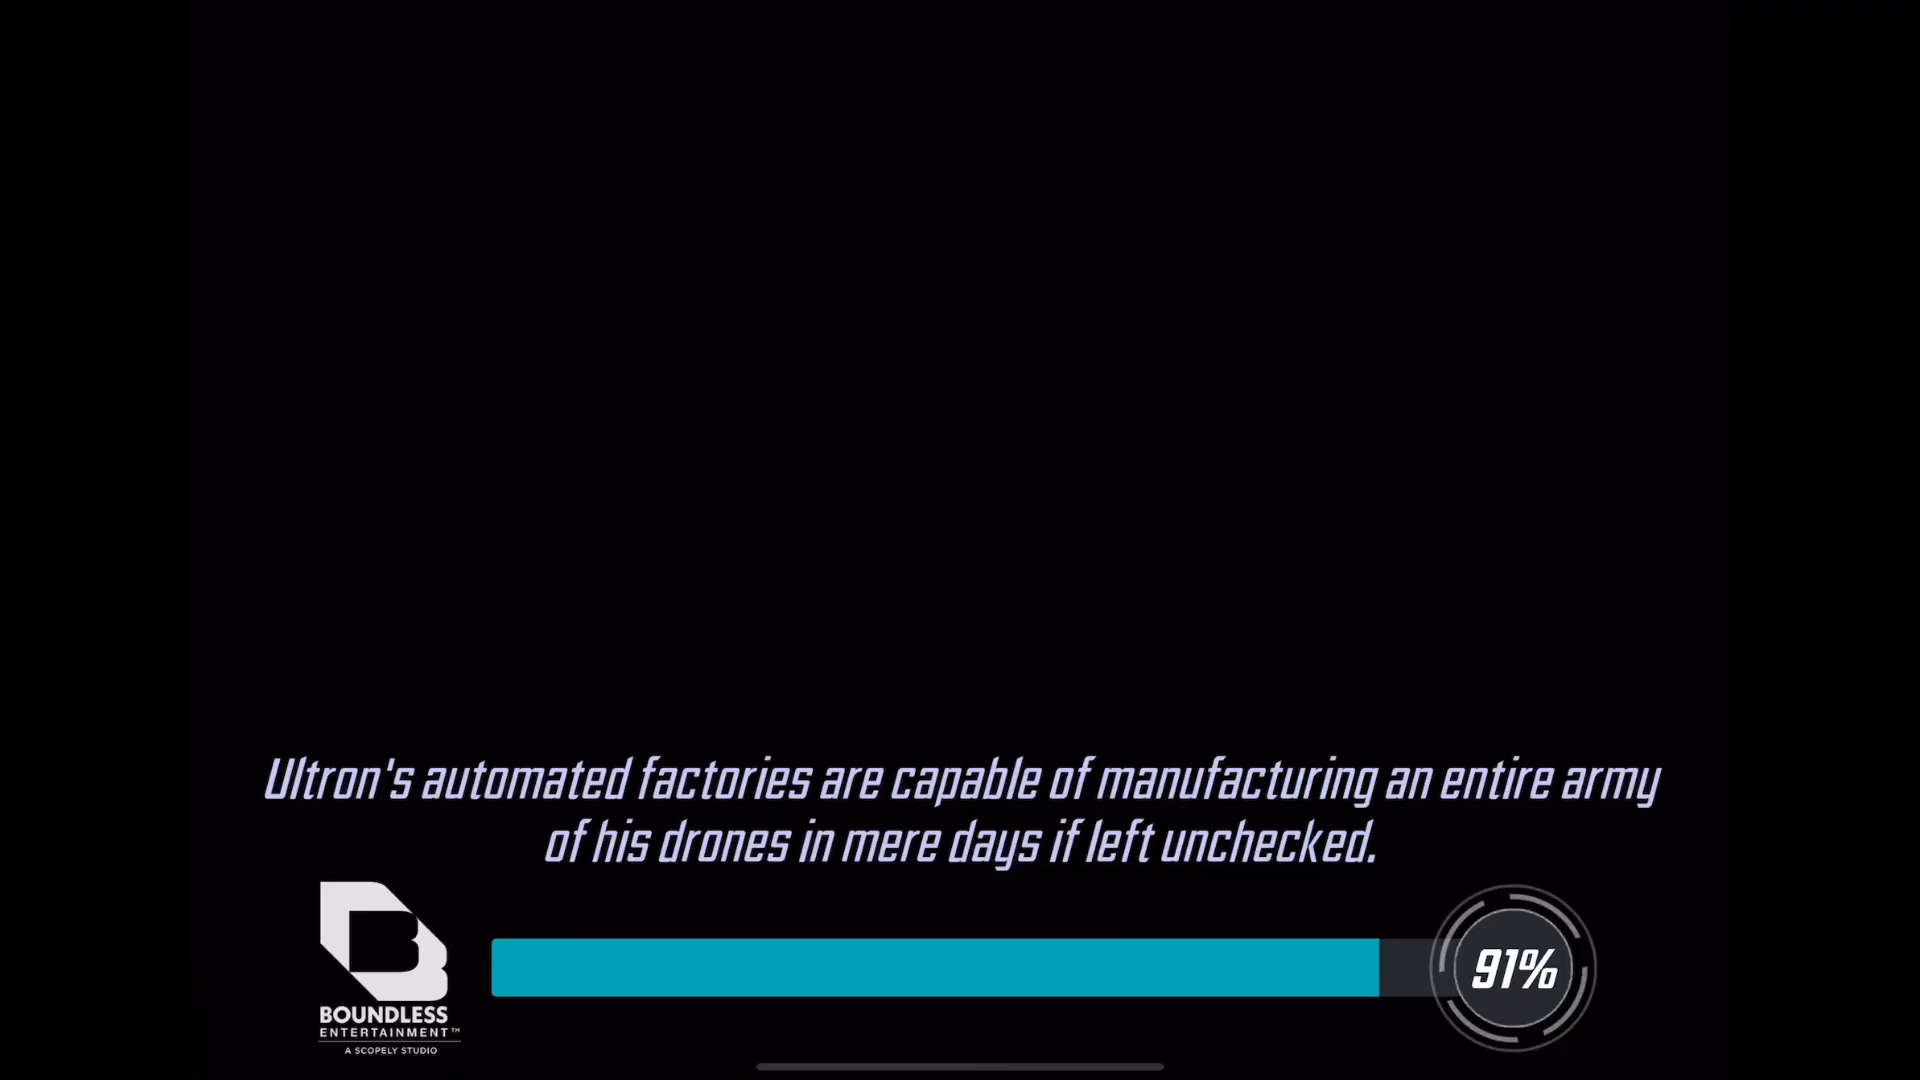 Ultron's automated factories are capable of manufacturing an entire army
of his drones in mere days if left unchecked.
91%
BOUNDLESS
ENTERTAINMENT™
A SCOPELY STUDIO